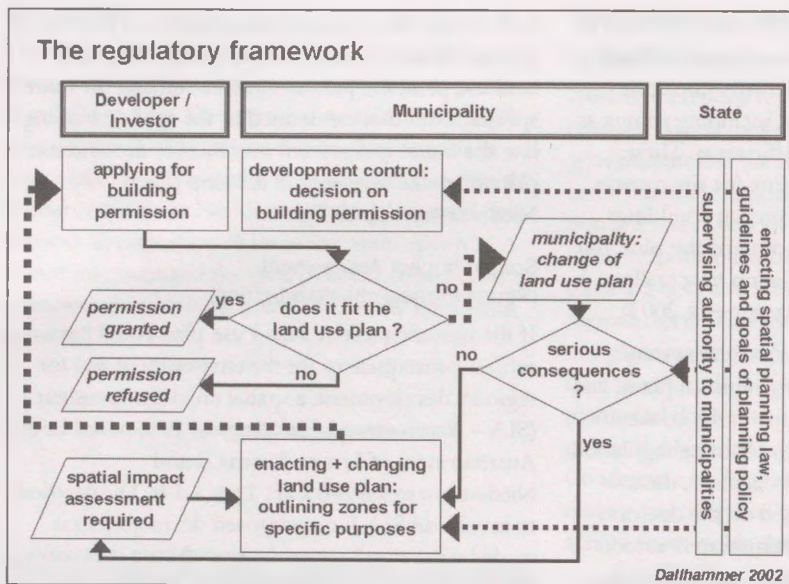 The regulatory framework
Developer /
Investor
Municipality
State
applying for
building
permission
development control:
decision on
building permission
municipality:
change of
land use plan
yes
does it fit the
land use plan ?
no
permission
granted
no
permission
refused
no
serious
consequences
?
yes
spatial impact
assessment
required
enacting + changing
land use plan:
outlining zones for
specific purposes
enacting spatial planning law,
guidelines and goals of planning policy
supervising authority to municipalities
Dallhammer 2002